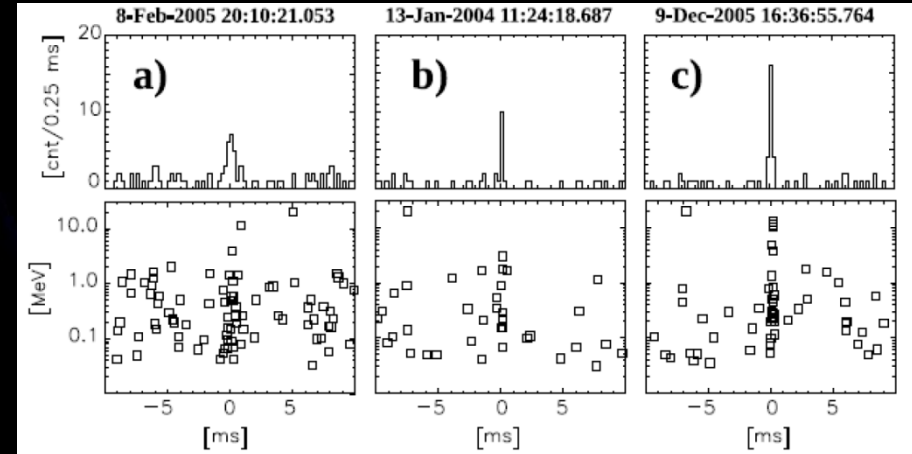 8-Feb-2005 20:10:21.053 13-Jan-2004 11:24:18.687 9-Dec-2005 16:36:55.764
20
a) b) c)
[cnt/0.25 ms]
10
0
10.0
1.0
[MeV]
0.1
−5 0 5 −5 0 5 −5 0 5
[ms] [ms] [ms]